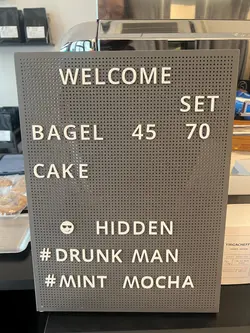 WELCOME
SET
BAGEL 45 70
CAKE
😎 HIDDEN
#DRUNK MAN
#MINT MOCHA